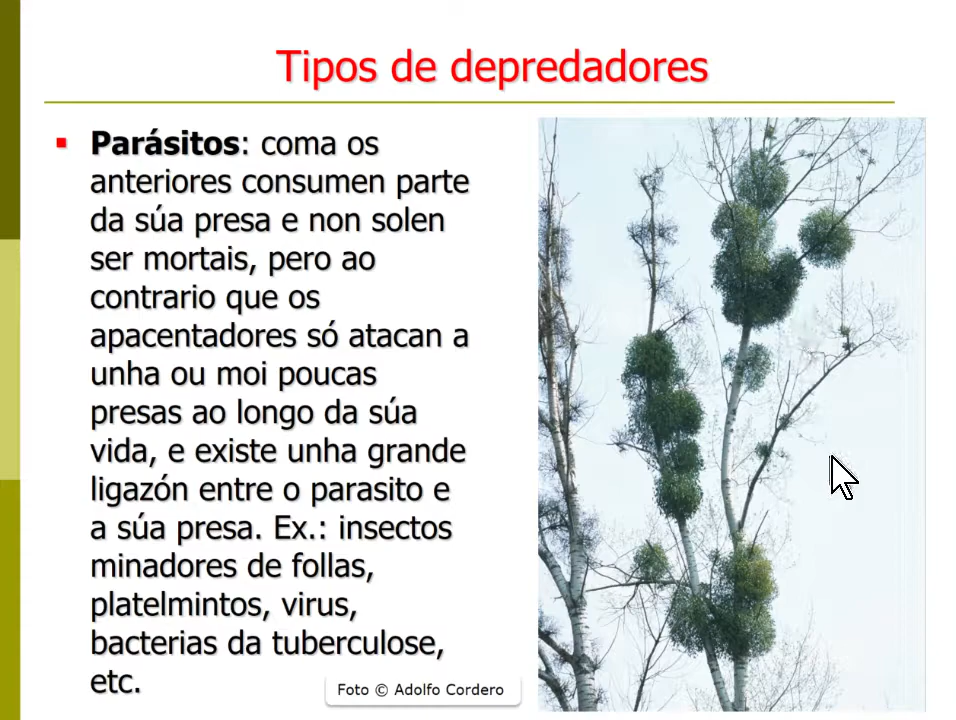 Tipos de depredadores
Parásitos: coma os
anteriores consumen parte
da súa presa e non solen
ser mortais, pero ao
contrario que os
apacentadores só atacan a
unha ou moi poucas
presas ao longo da súa
vida, e existe unha grande
ligazón entre o parasito e
a súa presa. Ex.: insectos
minadores de follas,
platelmintos, virus,
bacterias da tuberculose,
etc.
Foto © Adolfo Cordero